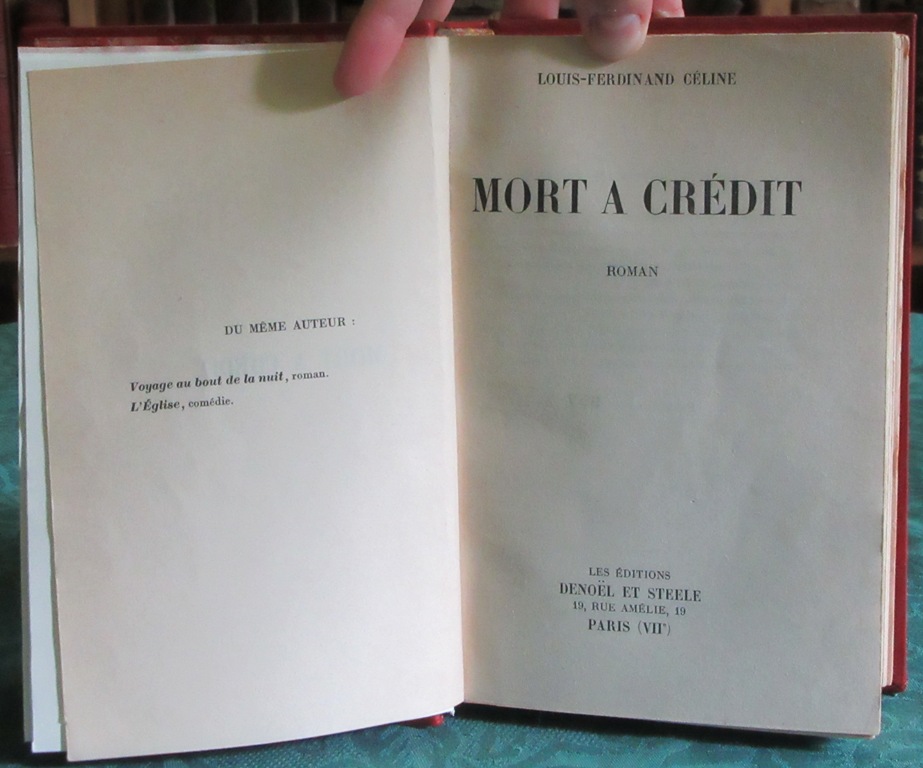 DU MÊME AUTEUR :
Voyage au bout de la nuit, roman.
L'Église, comédie.
LOUIS-FERDINAND CÉLINE
MORT A CRÉDIT
ROMAN
LES ÉDITIONS
DENOËL ET STEELE
19, RUE AMÉLIE, 19
PARIS (VIIᵉ)